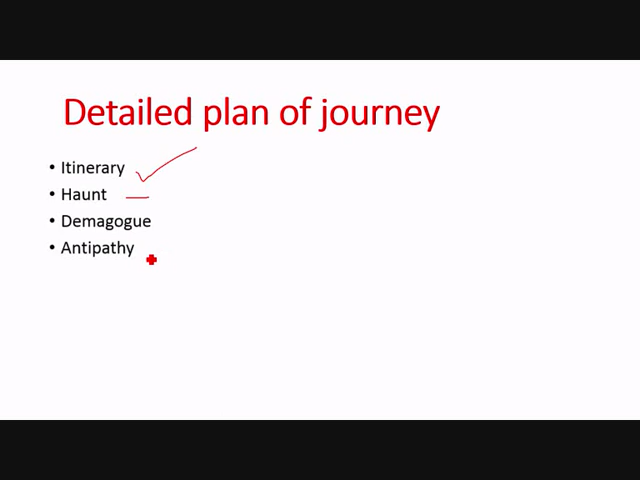 Detailed plan of journey
• Itinerary
• Haunt
• Demagogue
• Antipathy